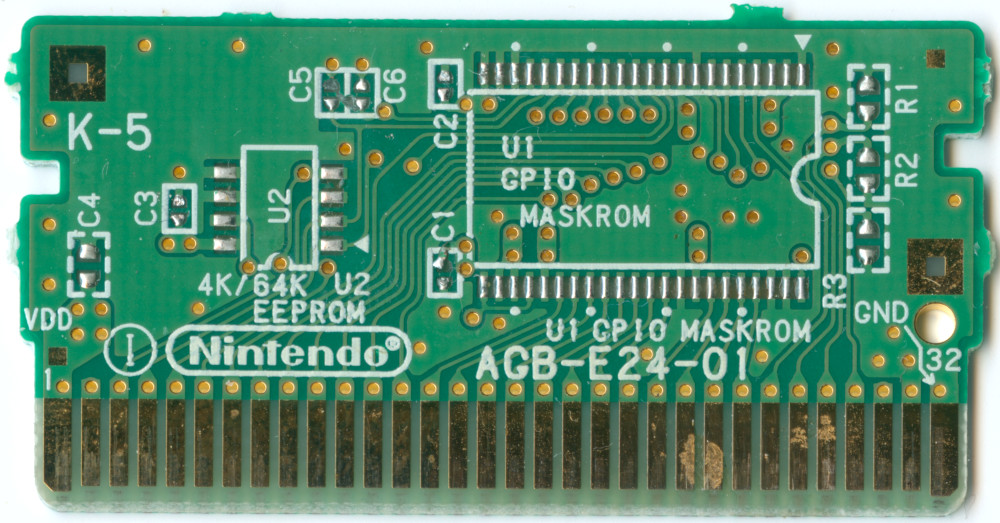 C5
C6
C2
R1
K-5
U1
GPIO
MASKROM
R2
C3
U2
C4
C1
4K/64K U2
EEPROM
R3
VDD
GND
U1 GPIO MASKROM
Nintendo®
AGB-E24-01
32
1